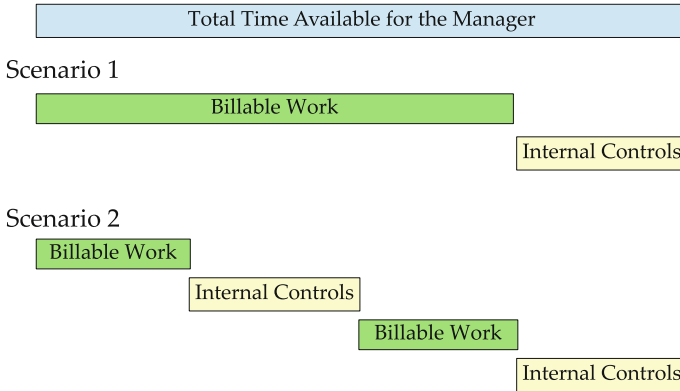 Total Time Available for the Manager
Scenario 1
Billable Work
Internal Controls
Scenario 2
Billable Work
Internal Controls
Billable Work
Internal Controls